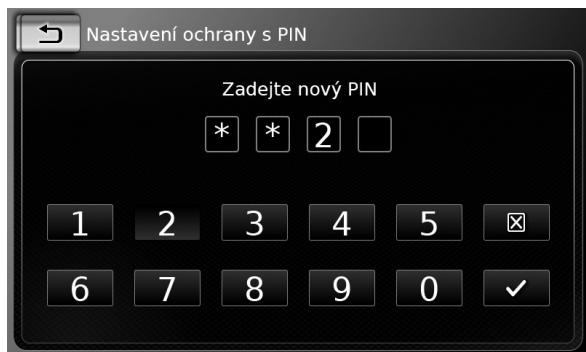 Nastavení ochrany s PIN
Zadejte nový PIN
* * 2
1 2 3 4 5
6 7 8 9 0